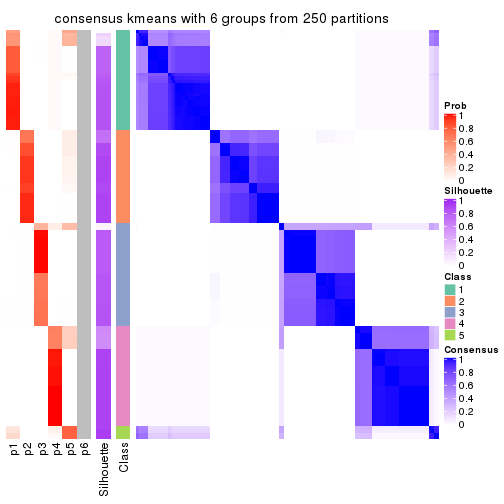 consensus kmeans with 6 groups from 250 partitions
Prob
1
0.8
0.6
0.4
0.2
0
Silhouette
1
0.8
0.6
0.4
0.2
0
Class
1
2
3
4
5
Consensus
1
0.8
0.6
0.4
0.2
0
p1
p2
p3
p4
p5
p6
Silhouette
Class